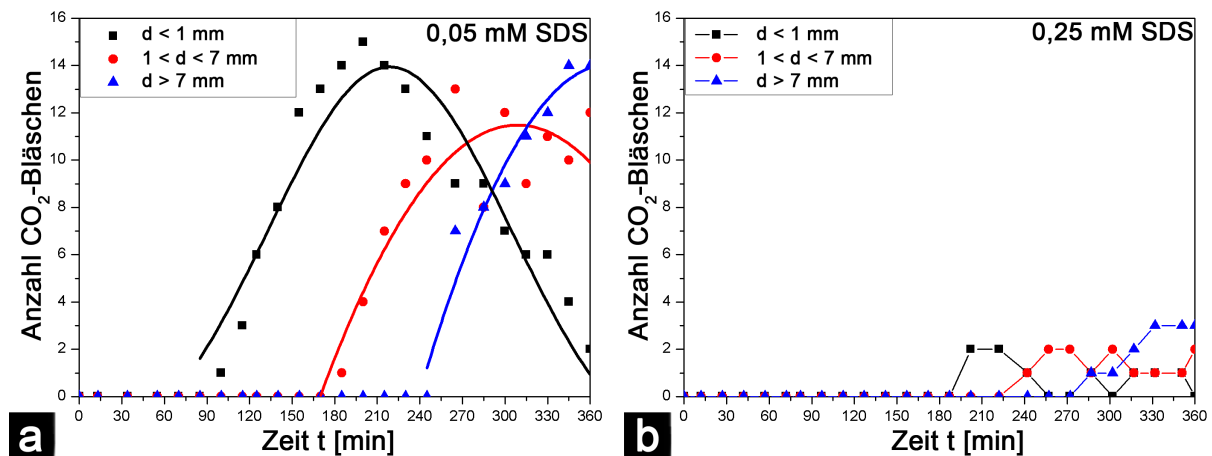 0,05 mM SDS
d < 1 mm
1 < d < 7 mm
d > 7 mm
Anzahl CO₂-Bläschen
16
14
12
10
8
6
4
2
0
0 30 60 90 120 150 180 210 240 270 300 330 360
Zeit t [min]
a
0,25 mM SDS
d < 1 mm
1 < d < 7 mm
d > 7 mm
Anzahl CO₂-Bläschen
16
14
12
10
8
6
4
2
0
0 30 60 90 120 150 180 210 240 270 300 330 360
Zeit t [min]
b